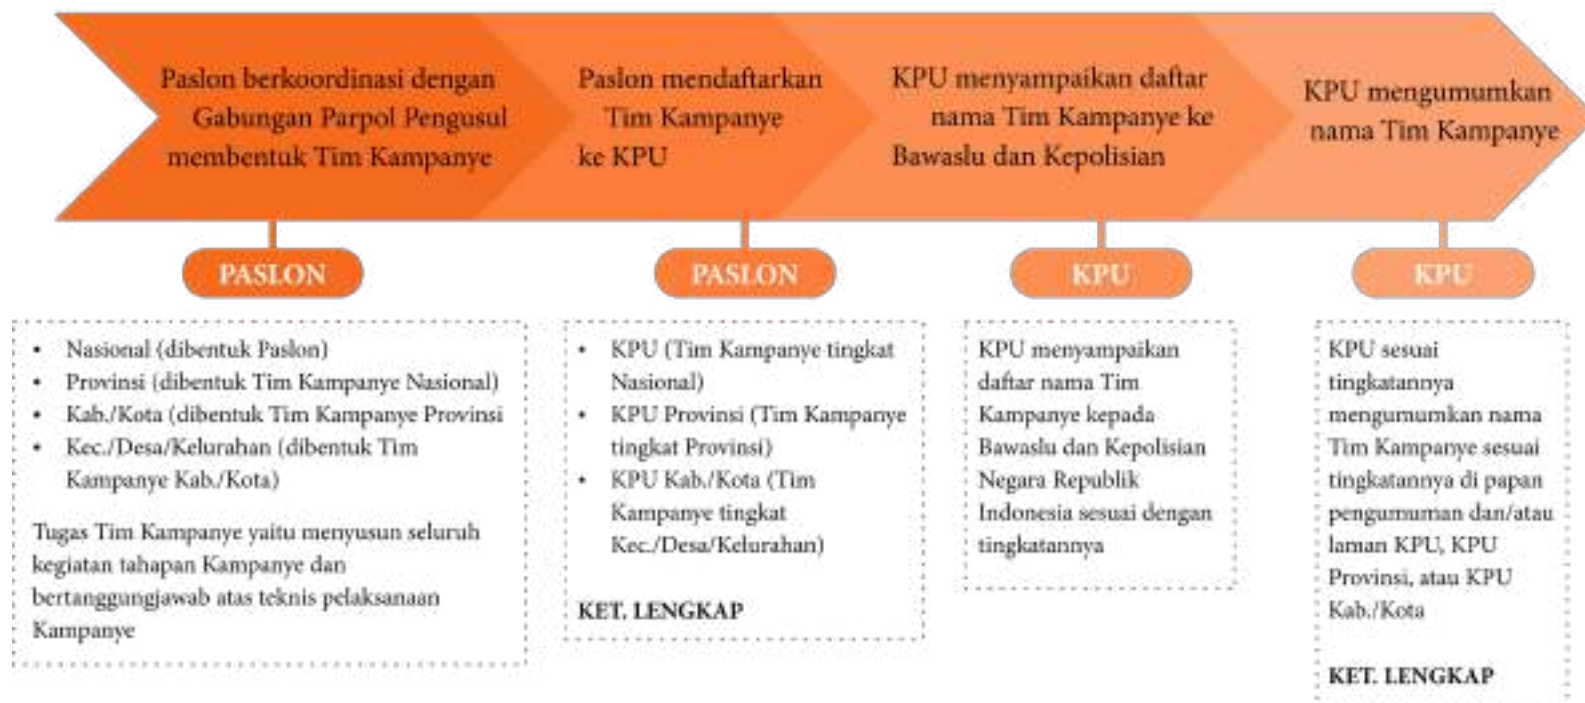 Paslon berkoordinasi dengan
Gabungan Parpol Pengusul
membentuk Tim Kampanye
Paslon mendaftarkan
Tim Kampanye
ke KPU
KPU menyampaikan daftar
nama Tim Kampanye ke
Bawaslu dan Kepolisian
KPU mengumumkan
nama Tim Kampanye
PASLON
PASLON
KPU
KPU
• Nasional (dibentuk Paslon)
• Provinsi (dibentuk Tim Kampanye Nasional)
• Kab./Kota (dibentuk Tim Kampanye Provinsi
• Kec./Desa/Kelurahan (dibentuk Tim
Kampanye Kab./Kota)
Tugas Tim Kampanye yaitu menyusun seluruh
kegiatan tahapan Kampanye dan
bertanggungjawab atas teknis pelaksanaan
Kampanye
• KPU (Tim Kampanye tingkat
Nasional)
• KPU Provinsi (Tim Kampanye
tingkat Provinsi)
• KPU Kab./Kota (Tim
Kampanye tingkat
Kec./Desa/Kelurahan)
KET. LENGKAP
KPU menyampaikan
daftar nama Tim
Kampanye kepada
Bawaslu dan Kepolisian
Negara Republik
Indonesia sesuai dengan
tingkatannya
KPU sesuai
tingkatannya
mengumumkan nama
Tim Kampanye sesuai
tingkatannya di papan
pengumuman dan/atau
laman KPU, KPU
Provinsi, atau KPU
Kab./Kota
KET. LENGKAP